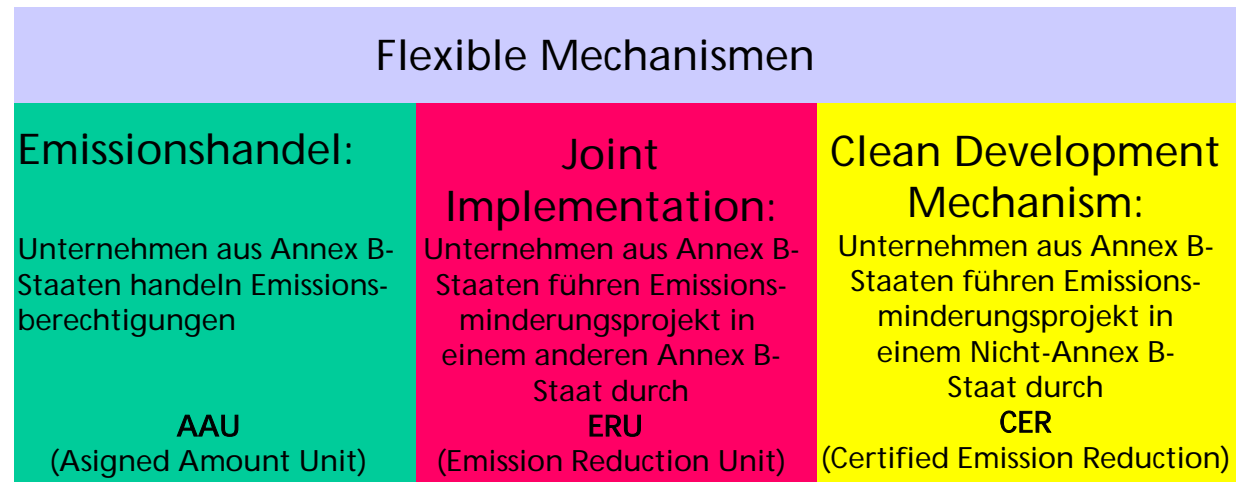 Flexible Mechanismen
Emissionshandel:
Unternehmen aus Annex B-
Staaten handeln Emissions-
berechtigungen
AAU
(Asigned Amount Unit)
Joint
Implementation:
Unternehmen aus Annex B-
Staaten führen Emissions-
minderungsprojekt in
einem anderen Annex B-
Staat durch
ERU
(Emission Reduction Unit)
Clean Development
Mechanism:
Unternehmen aus Annex B-
Staaten führen Emissions-
minderungsprojekt in
einem Nicht-Annex B-
Staat durch
CER
(Certified Emission Reduction)